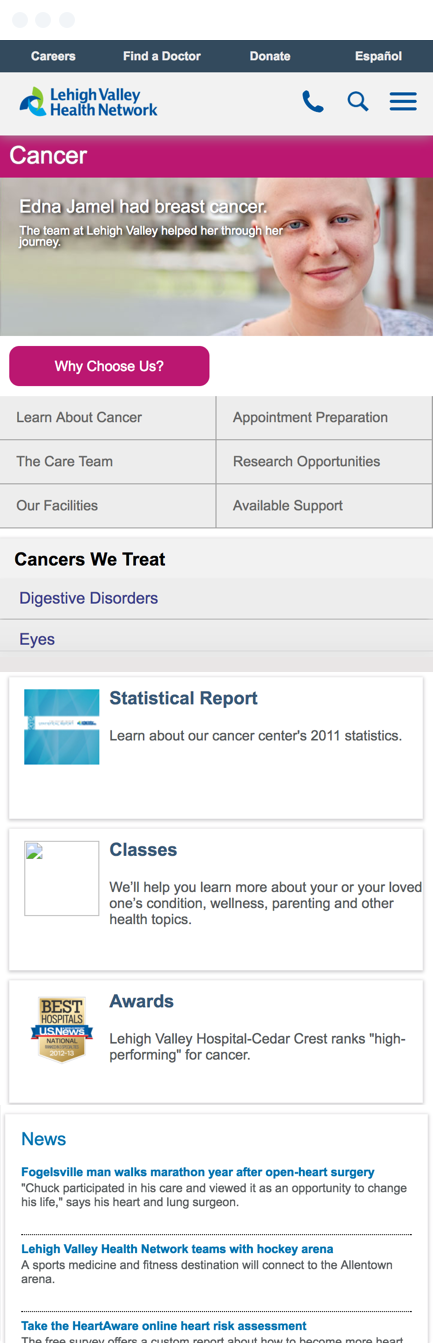 Careers Find a Doctor Donate Español
Lehigh Valley
Health Network
Cancer
Edna Jamel had breast cancer.
The team at Lehigh Valley helped her through her
journey.
Why Choose Us?
Learn About Cancer Appointment Preparation
The Care Team Research Opportunities
Our Facilities Available Support
Cancers We Treat
Digestive Disorders
Eyes
Statistical Report
Learn about our cancer center's 2011 statistics.
Classes
We'll help you learn more about your or your loved
one's condition, wellness, parenting and other
health topics.
BEST
HOSPITALS
U.S.News
NATIONAL
2012-13
Awards
Lehigh Valley Hospital-Cedar Crest ranks "high-
performing" for cancer.
News
Fogelsville man walks marathon year after open-heart surgery
"Chuck participated in his care and viewed it as an opportunity to change
his life," says his heart and lung surgeon.
Lehigh Valley Health Network teams with hockey arena
A sports medicine and fitness destination will connect to the Allentown
arena.
Take the HeartAware online heart risk assessment
The free survey offers a custom report about how to become more heart